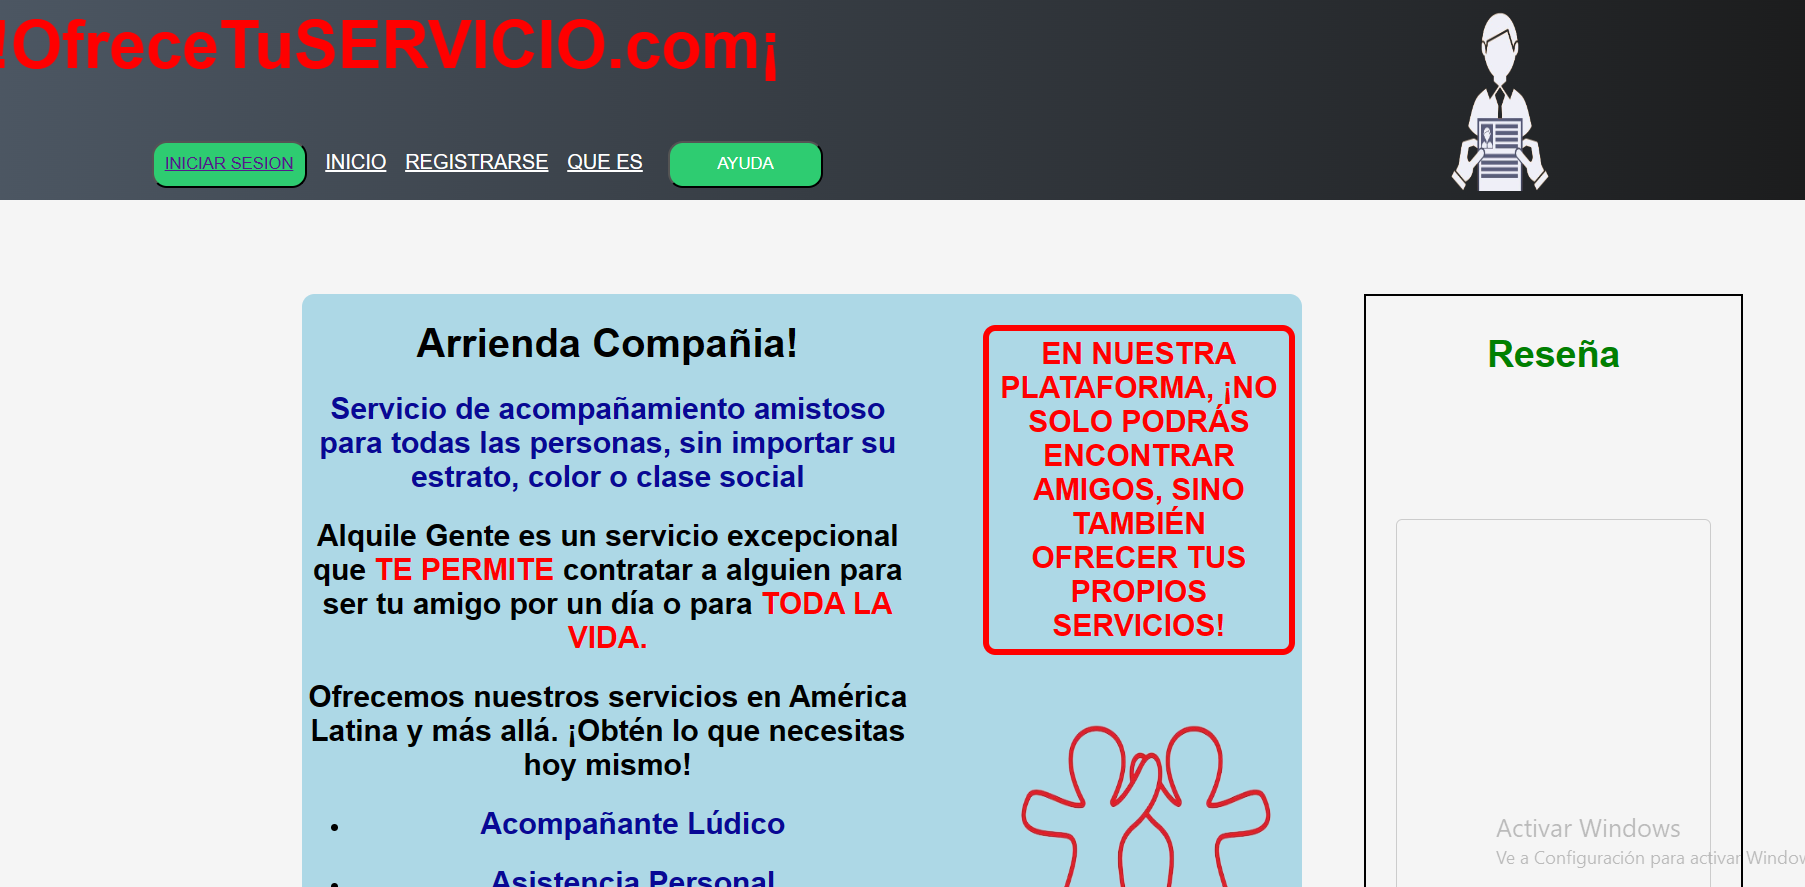 !OfreceTuSERVICIO.com¡
INICIAR SESION INICIO REGISTRARSE QUE ES AYUDA
Arrienda Compañia!
Servicio de acompañamiento amistoso
para todas las personas, sin importar su
estrato, color o clase social
Alquile Gente es un servicio excepcional
que TE PERMITE contratar a alguien para
ser tu amigo por un día o para TODA LA
VIDA.
Ofrecemos nuestros servicios en América
Latina y más allá. ¡Obtén lo que necesitas
hoy mismo!
• Acompañante Lúdico
• Asistencia Personal
EN NUESTRA
PLATAFORMA, ¡NO
SOLO PODRÁS
ENCONTRAR
AMIGOS, SINO
TAMBIÉN
OFRECER TUS
PROPIOS
SERVICIOS!
Reseña
Activar Windows
Ve a Configuración para activar Window